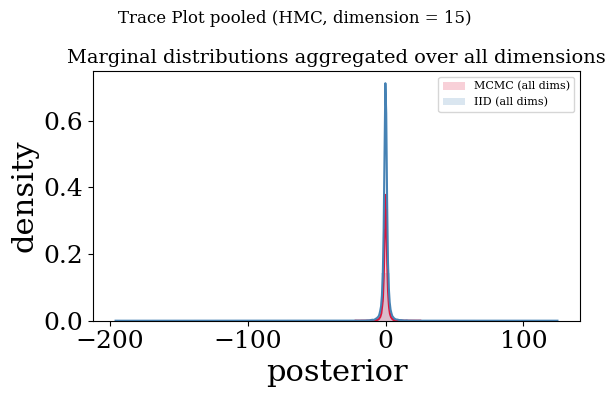 Trace Plot pooled (HMC, dimension = 15)
Marginal distributions aggregated over all dimensions
MCMC (all dims)
IID (all dims)
density
0.6
0.4
0.2
0.0
−200
−100
0
100
posterior